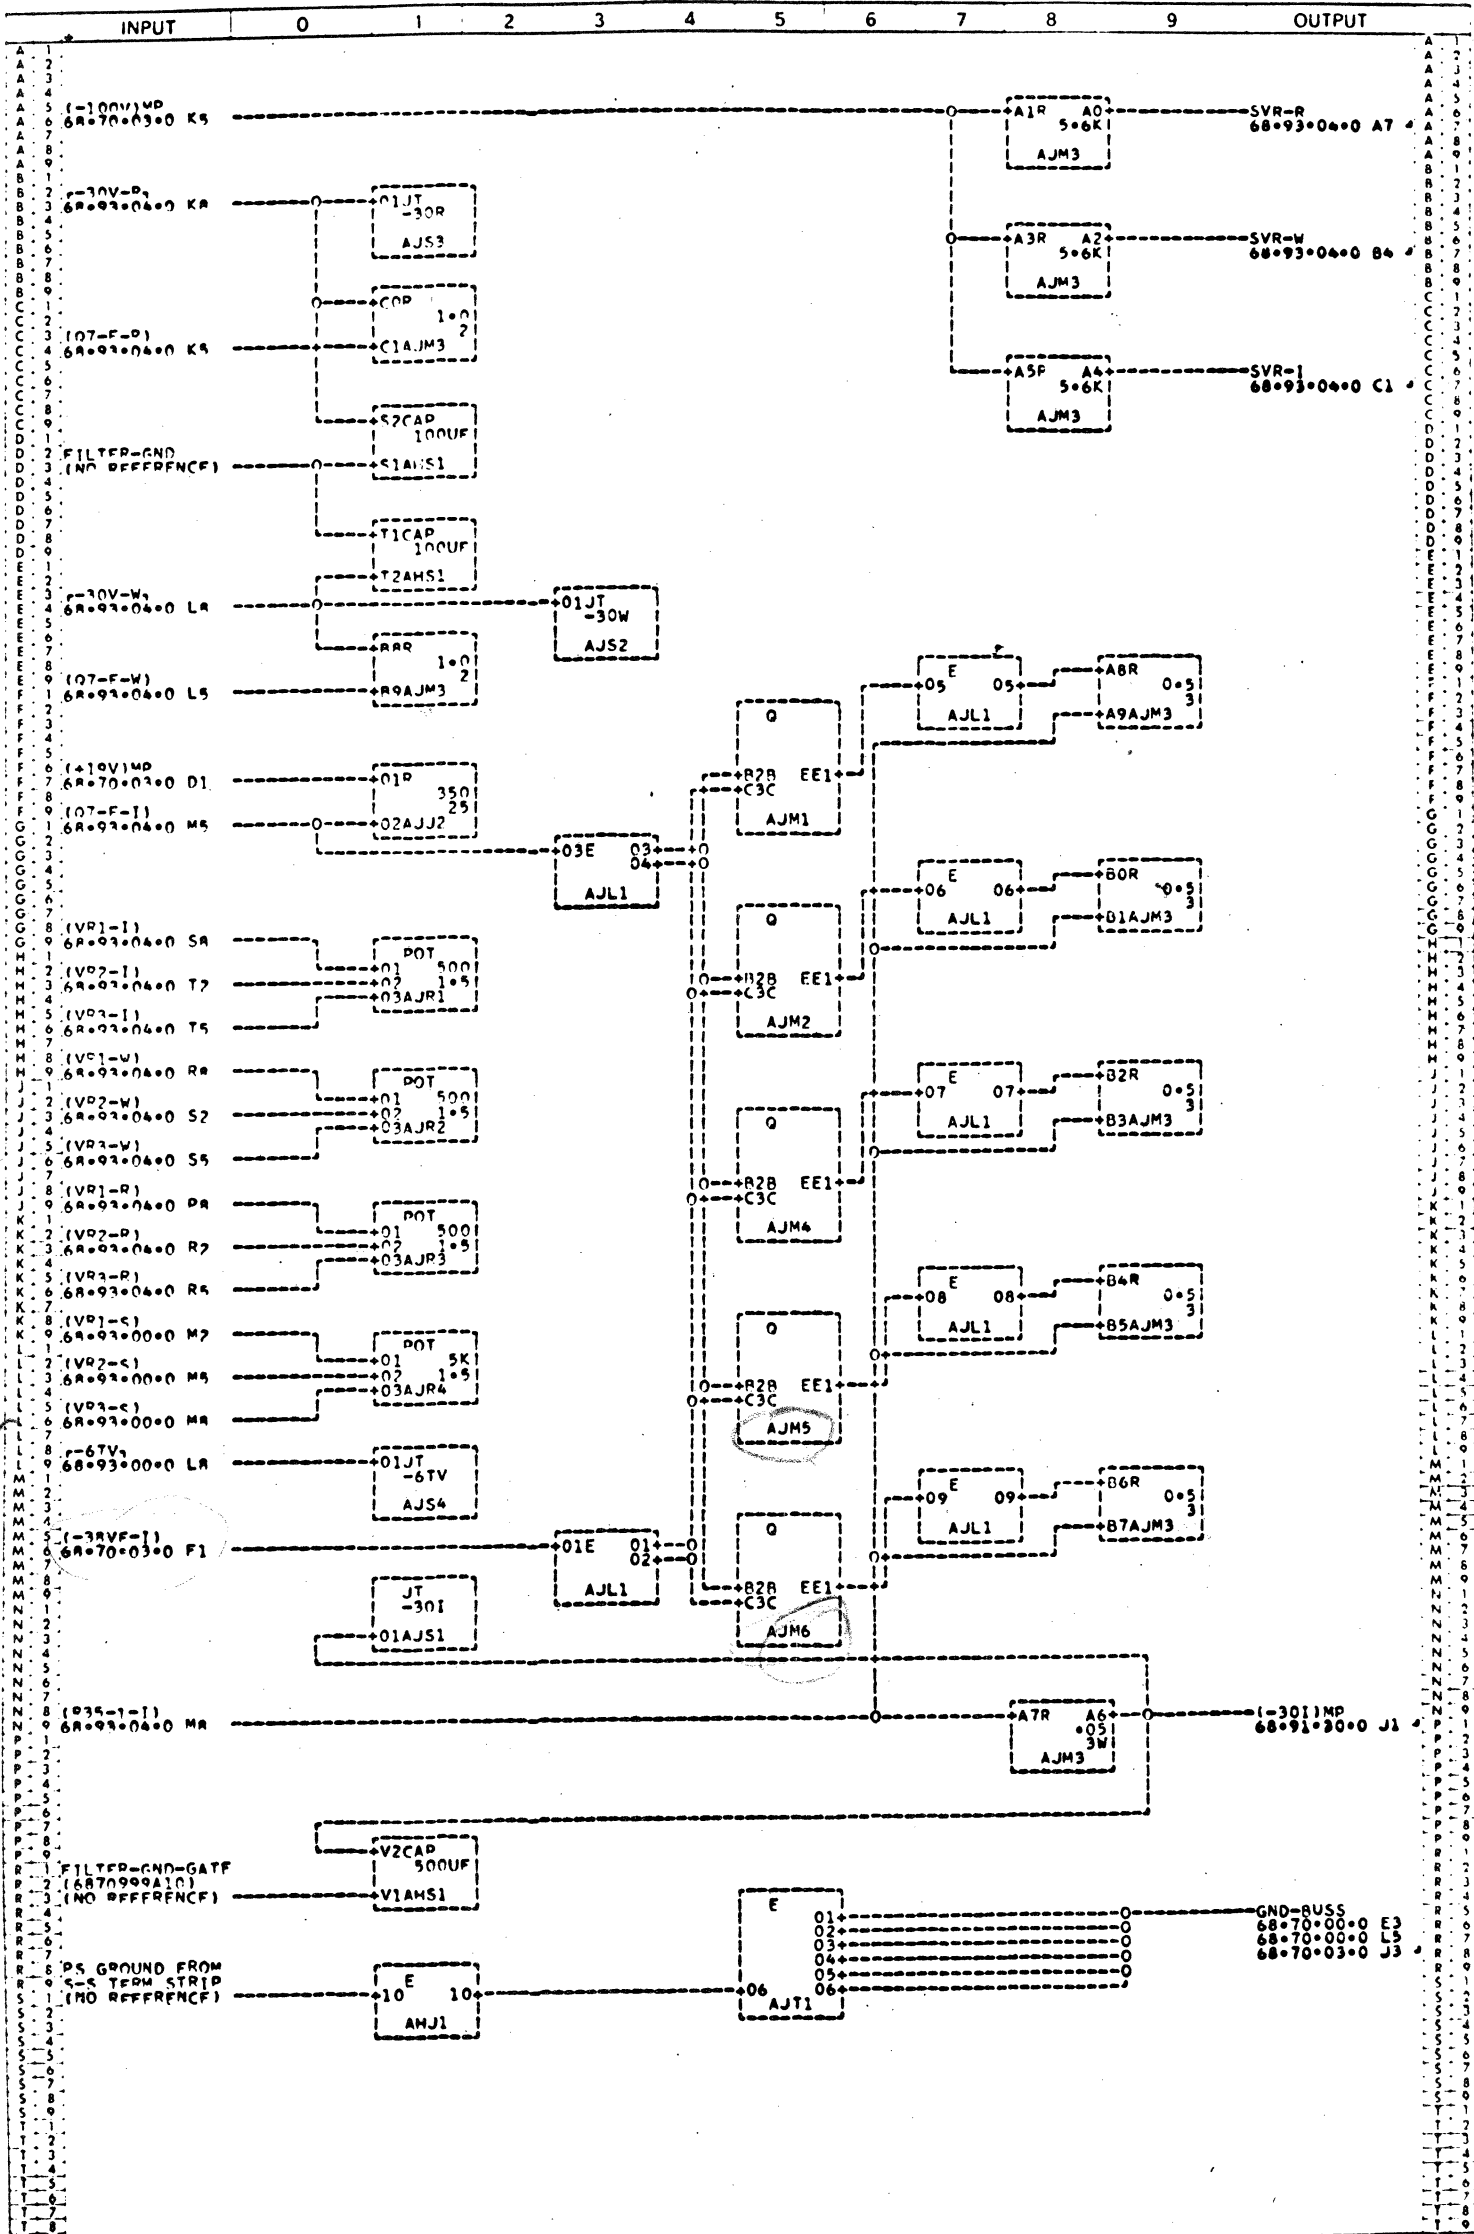 INPUT 0 1 2 3 4 5 6 7 8 9 OUTPUT
(-100V)MP
68•70•03•0 K5
A1R A0
5•6K
AJM3
SVR-R
68•93•04•0 A7
-30V-R
68•93•04•0 K8
01JT
-30R
AJS3
A3R A2
5•6K
AJM3
SVR-W
68•93•04•0 B4
C0R
1•0
2
C1AJM3
(Q7-E-R)
68•93•04•0 K5
A5R A4
5•6K
AJM3
SVR-I
68•93•04•0 C1
S2CAP
100UF
S1AHS1
FILTER-GND
(NO REFERENCE)
T1CAP
100UF
T2AHS1
-30V-W
68•93•04•0 L8
01JT
-30W
AJS2
B8R
1•0
2
B9AJM3
(Q7-E-W)
68•93•04•0 L5
E
05 05
AJL1
A8R
0•5
3
A9AJM3
Q
B2B EE1
C3C
AJM1
(+19V)MP
68•70•03•0 D1
01R
350
25
02AJJ2
(Q7-E-I)
68•93•04•0 M5
03E 03
04
AJL1
E
06 06
AJL1
B0R
0•5
3
B1AJM3
Q
B2B EE1
C3C
AJM2
(VR1-I)
68•93•04•0 S8
(VR2-I)
68•93•04•0 T2
(VR3-I)
68•93•04•0 T5
POT
01 500
02 1•5
03AJR1
(VR1-W)
68•93•04•0 R8
(VR2-W)
68•93•04•0 S2
(VR3-W)
68•93•04•0 S5
POT
01 500
02 1•5
03AJR2
E
07 07
AJL1
B2R
0•5
3
B3AJM3
Q
B2B EE1
C3C
AJM4
(VR1-R)
68•93•04•0 P8
(VR2-R)
68•93•04•0 R2
(VR3-R)
68•93•04•0 R5
POT
01 500
02 1•5
03AJR3
E
08 08
AJL1
B4R
0•5
3
B5AJM3
Q
B2B EE1
C3C
AJM5
(VR1-S)
68•93•00•0 M2
(VR2-S)
68•93•00•0 M5
(VR3-S)
68•93•00•0 M8
POT
01 5K
02 1•5
03AJR4
-6TV
68•93•00•0 L8
01JT
-6TV
AJS4
E
09 09
AJL1
B6R
0•5
3
B7AJM3
Q
B2B EE1
C3C
AJM6
(-38VF-I)
68•70•03•0 F1
01E 01
02
AJL1
JT
-30I
01AJS1
(R35-1-I)
68•93•04•0 M8
A7R A6
•05
3W
AJM3
(-30I)MP
68•91•30•0 J1
V2CAP
500UF
V1AHS1
FILTER-GND-GATE
(6870999A10)
(NO REFERENCE)
E
01
02
03
04
05
06 06
AJT1
GND-BUSS
68•70•00•0 E3
68•70•00•0 L5
68•70•03•0 J3
PS GROUND FROM
S-S TERM STRIP
(NO REFERENCE)
E
10 10
AHJ1